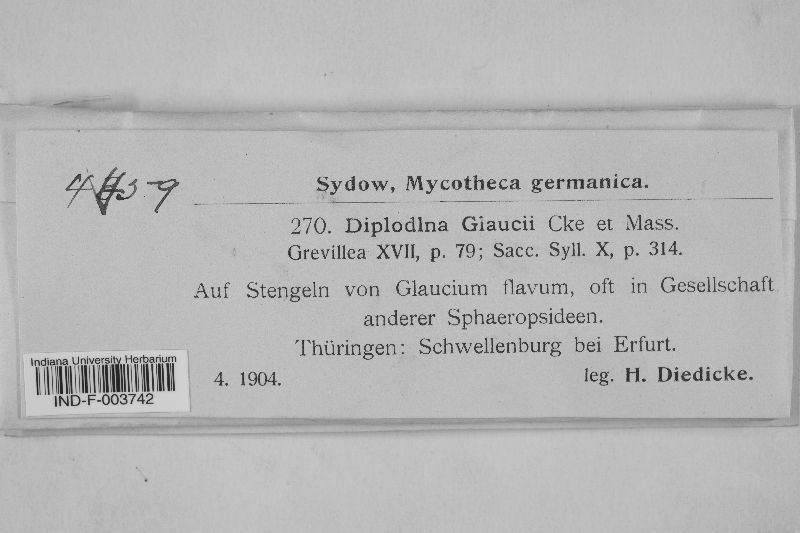 Sydow, Mycotheca germanica.
270. Diplodlna Giaucii Cke et Mass.
Grevillea XVII, p. 79; Sacc. Syll. X, p. 314.
Auf Stengeln von Glaucium flavum, oft in Gesellschaft
anderer Sphaeropsideen.
Thüringen: Schwellenburg bei Erfurt.
4. 1904.
leg. H. Diedicke.
Indiana University Herbarium
IND-F-003742